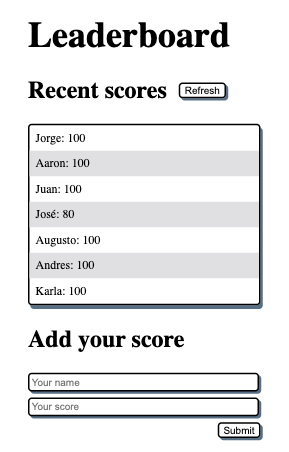 Leaderboard
Recent scores Refresh
Jorge: 100
Aaron: 100
Juan: 100
José: 80
Augusto: 100
Andres: 100
Karla: 100
Add your score
Your name
Your score
Submit